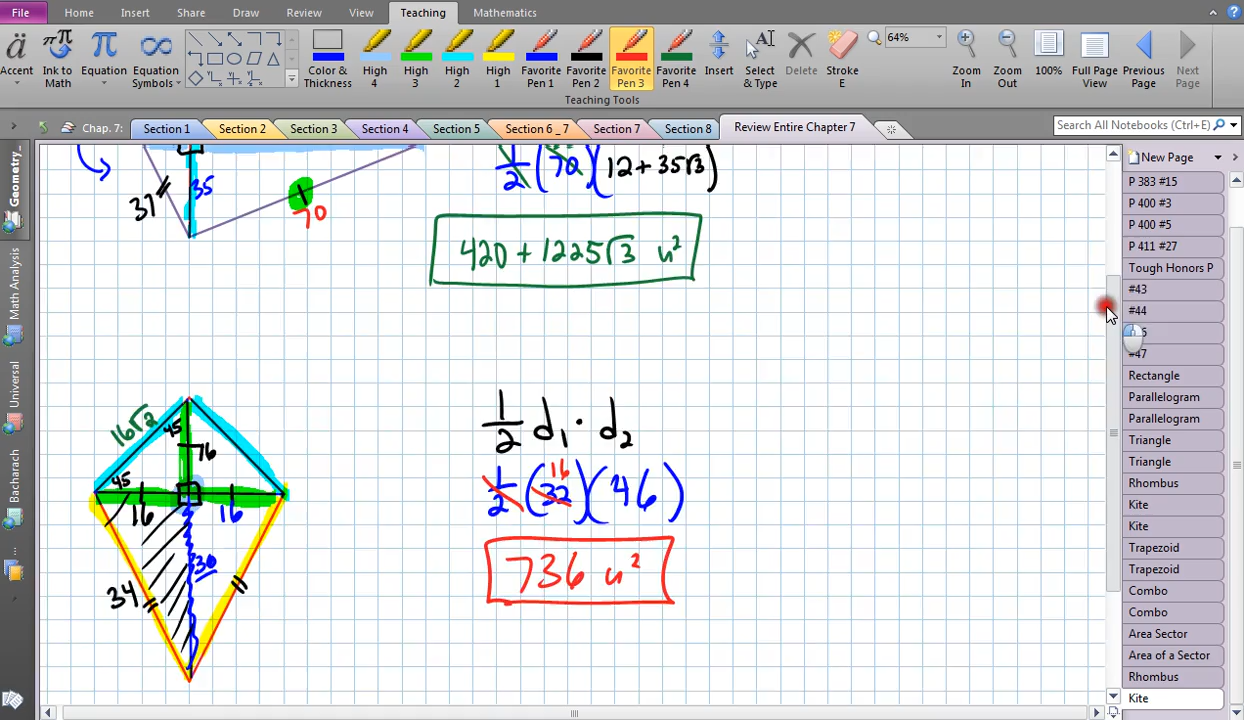 File Home Insert Share Draw Review View Teaching Mathematics
ä Accent
Ink to Math
π Equation
∞ Equation Symbols
Color & Thickness
High 4
High 3
High 2
High 1
Favorite Pen 1
Favorite Pen 2
Favorite Pen 3
Favorite Pen 4
Insert
Select & Type
Delete
Stroke E
64%
Zoom In
Zoom Out
100%
Full Page View
Previous Page
Next Page
Teaching Tools
Chap. 7: Section 1 Section 2 Section 3 Section 4 Section 5 Section 6 _ 7 Section 7 Section 8 Review Entire Chapter 7
Search All Notebooks (Ctrl+E)
Geometry_
Math Analysis
Universal
Bacharach
New Page
P 383 #15
P 400 #3
P 400 #5
P 411 #27
Tough Honors P
#43
#44
#47
Rectangle
Parallelogram
Parallelogram
Triangle
Triangle
Rhombus
Kite
Kite
Trapezoid
Trapezoid
Combo
Combo
Area Sector
Area of a Sector
Rhombus
Kite
37 35 70
1/2 (70)(12 + 35√3)
420 + 1225√3 u²
16√2 45 16
45
16 16
34 30
1/2 d₁ · d₂
16
1/2 (32)(46)
736 u²